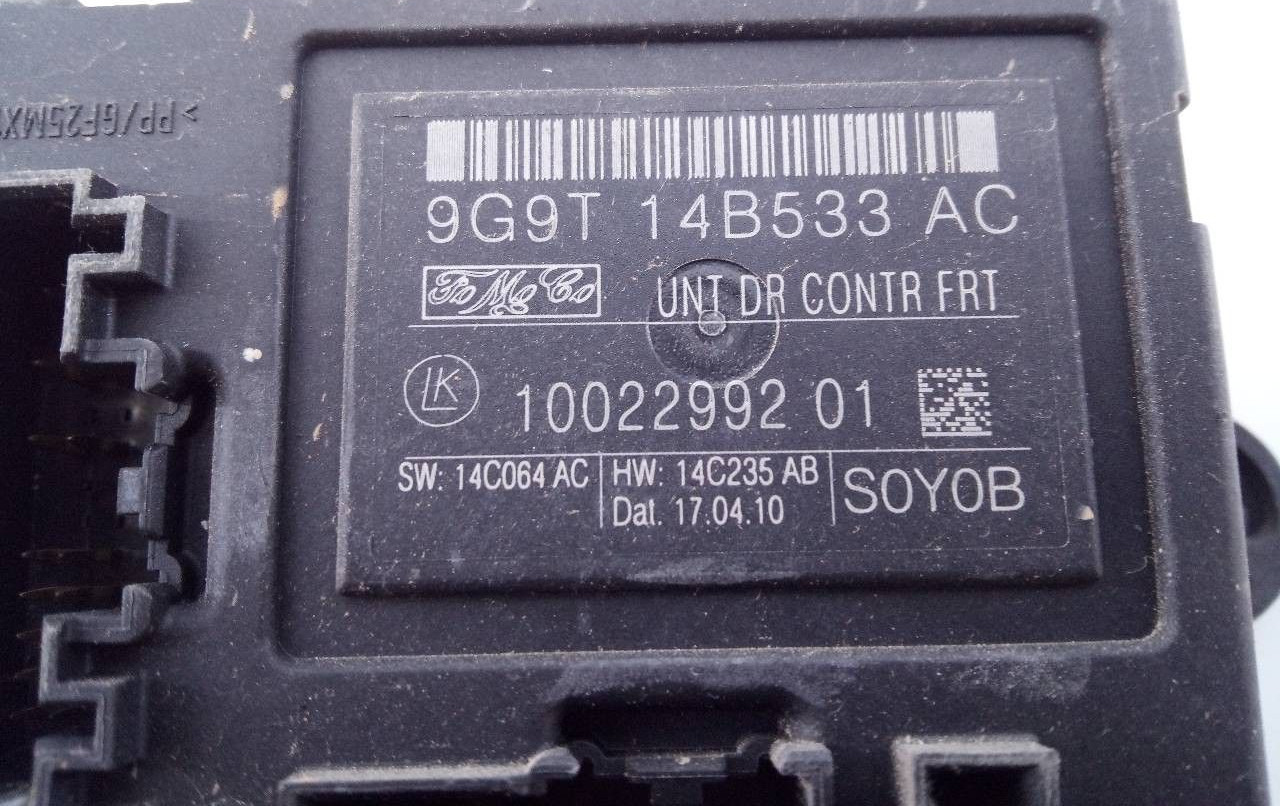 >PP/GF25MX
9G9T 14B533 AC
FoMoCo UNT DR CONTR FRT
LK 10022992 01
SW: 14C064 AC HW: 14C235 AB S0Y0B
Dat. 17.04.10